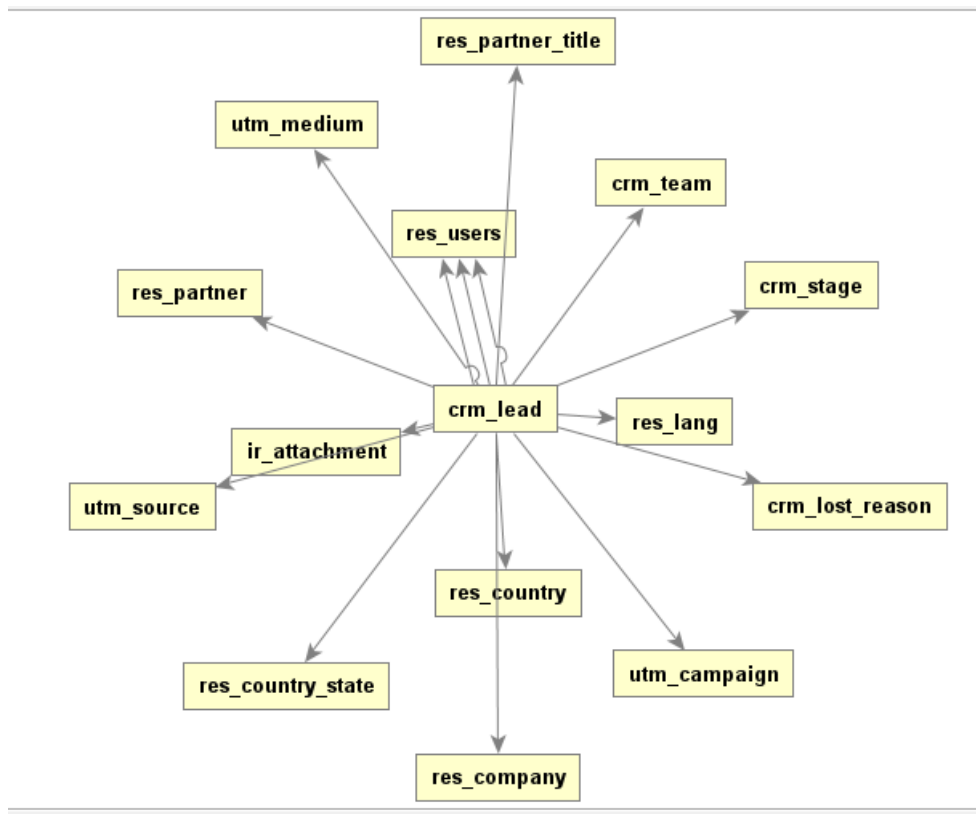 res_partner_title
utm_medium
crm_team
res_users
crm_stage
res_partner
crm_lead
res_lang
ir_attachment
utm_source
crm_lost_reason
res_country
utm_campaign
res_country_state
res_company